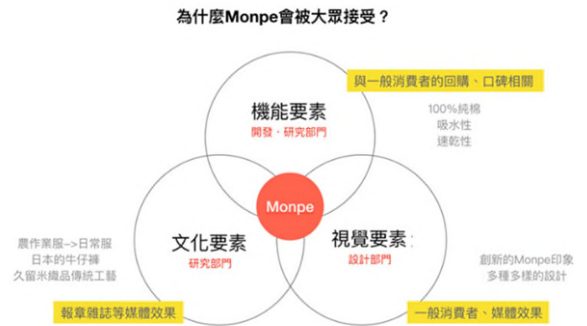 為什麼Monpe會被大眾接受？
與一般消費者的回購、口碑相關
機能要素
開發、研究部門
100%純棉
吸水性
速乾性
Monpe
文化要素
研究部門
視覺要素:
設計部門
農作業服–>日常服
日本的牛仔褲
久留米織品傳統工藝
創新的Monpe印象
多種多樣的設計
報章雜誌等媒體效果
一般消費者、媒體效果